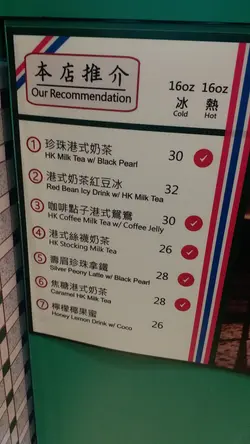 本店推介
Our Recommendation
16oz 16oz
冰 熱
Cold Hot
1 珍珠港式奶茶 30
HK Milk Tea w/ Black Pearl
2 港式奶茶紅豆冰 32
Red Bean Icy Drink w/ HK Milk Tea
3 咖啡點子港式鴛鴦 30
HK Coffee Milk Tea w/ Coffee Jelly
4 港式絲襪奶茶 26
HK Stocking Milk Tea
5 壽眉珍珠拿鐵 28
Silver Peony Latte w/ Black Pearl
6 焦糖港式奶茶 28
Caramel HK Milk Tea
7 檸檬椰果蜜 26
Honey Lemon Drink w/ Coco